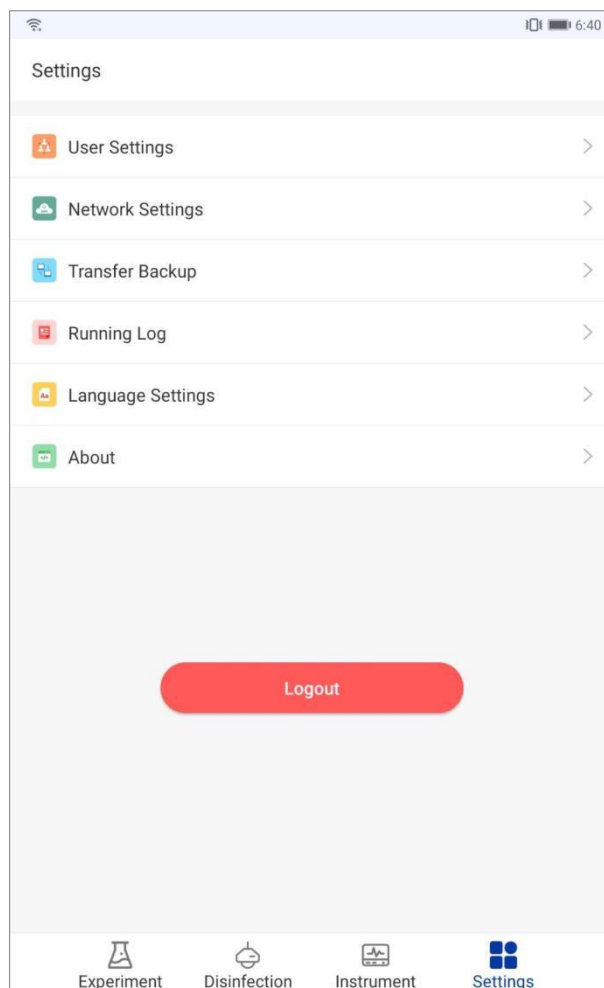 6:40
Settings
User Settings
Network Settings
Transfer Backup
Running Log
Language Settings
About
Logout
Experiment Disinfection Instrument Settings